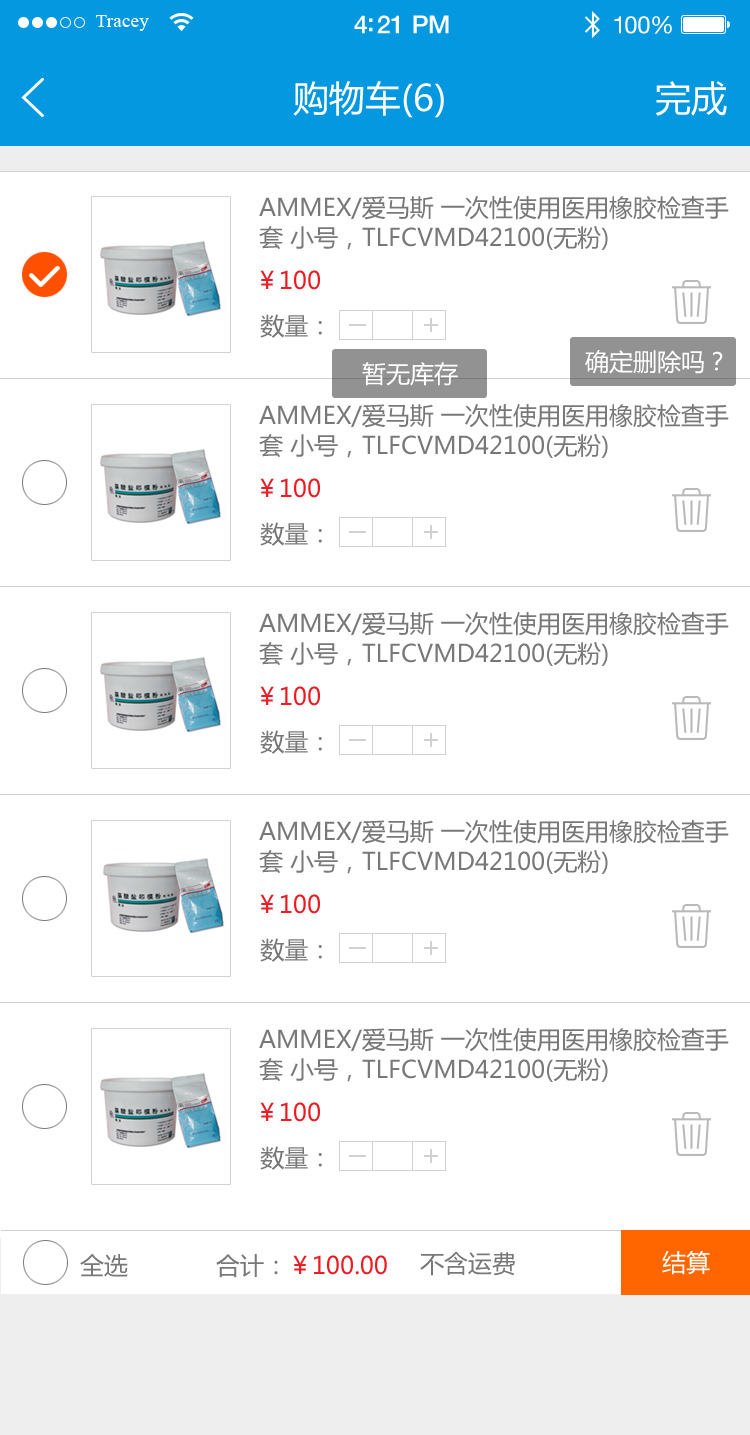 Tracey
4:21 PM
100%
购物车(6)
完成
AMMEX/爱马斯 一次性使用医用橡胶检查手
套 小号，TLFCVMD42100(无粉)
¥100
数量：
确定删除吗？
暂无库存
AMMEX/爱马斯 一次性使用医用橡胶检查手
套 小号，TLFCVMD42100(无粉)
¥100
数量：
AMMEX/爱马斯 一次性使用医用橡胶检查手
套 小号，TLFCVMD42100(无粉)
¥100
数量：
AMMEX/爱马斯 一次性使用医用橡胶检查手
套 小号，TLFCVMD42100(无粉)
¥100
数量：
AMMEX/爱马斯 一次性使用医用橡胶检查手
套 小号，TLFCVMD42100(无粉)
¥100
数量：
全选
合计：¥100.00
不含运费
结算